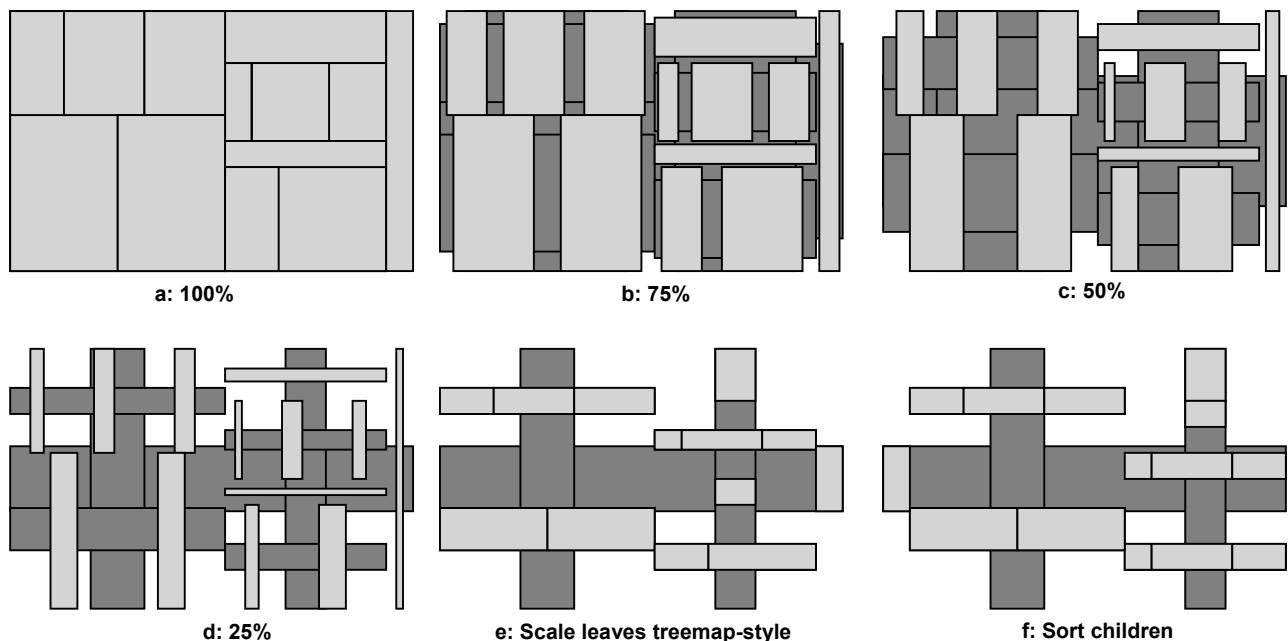 a: 100%
b: 75%
c: 50%
d: 25%
e: Scale leaves treemap-style
f: Sort children